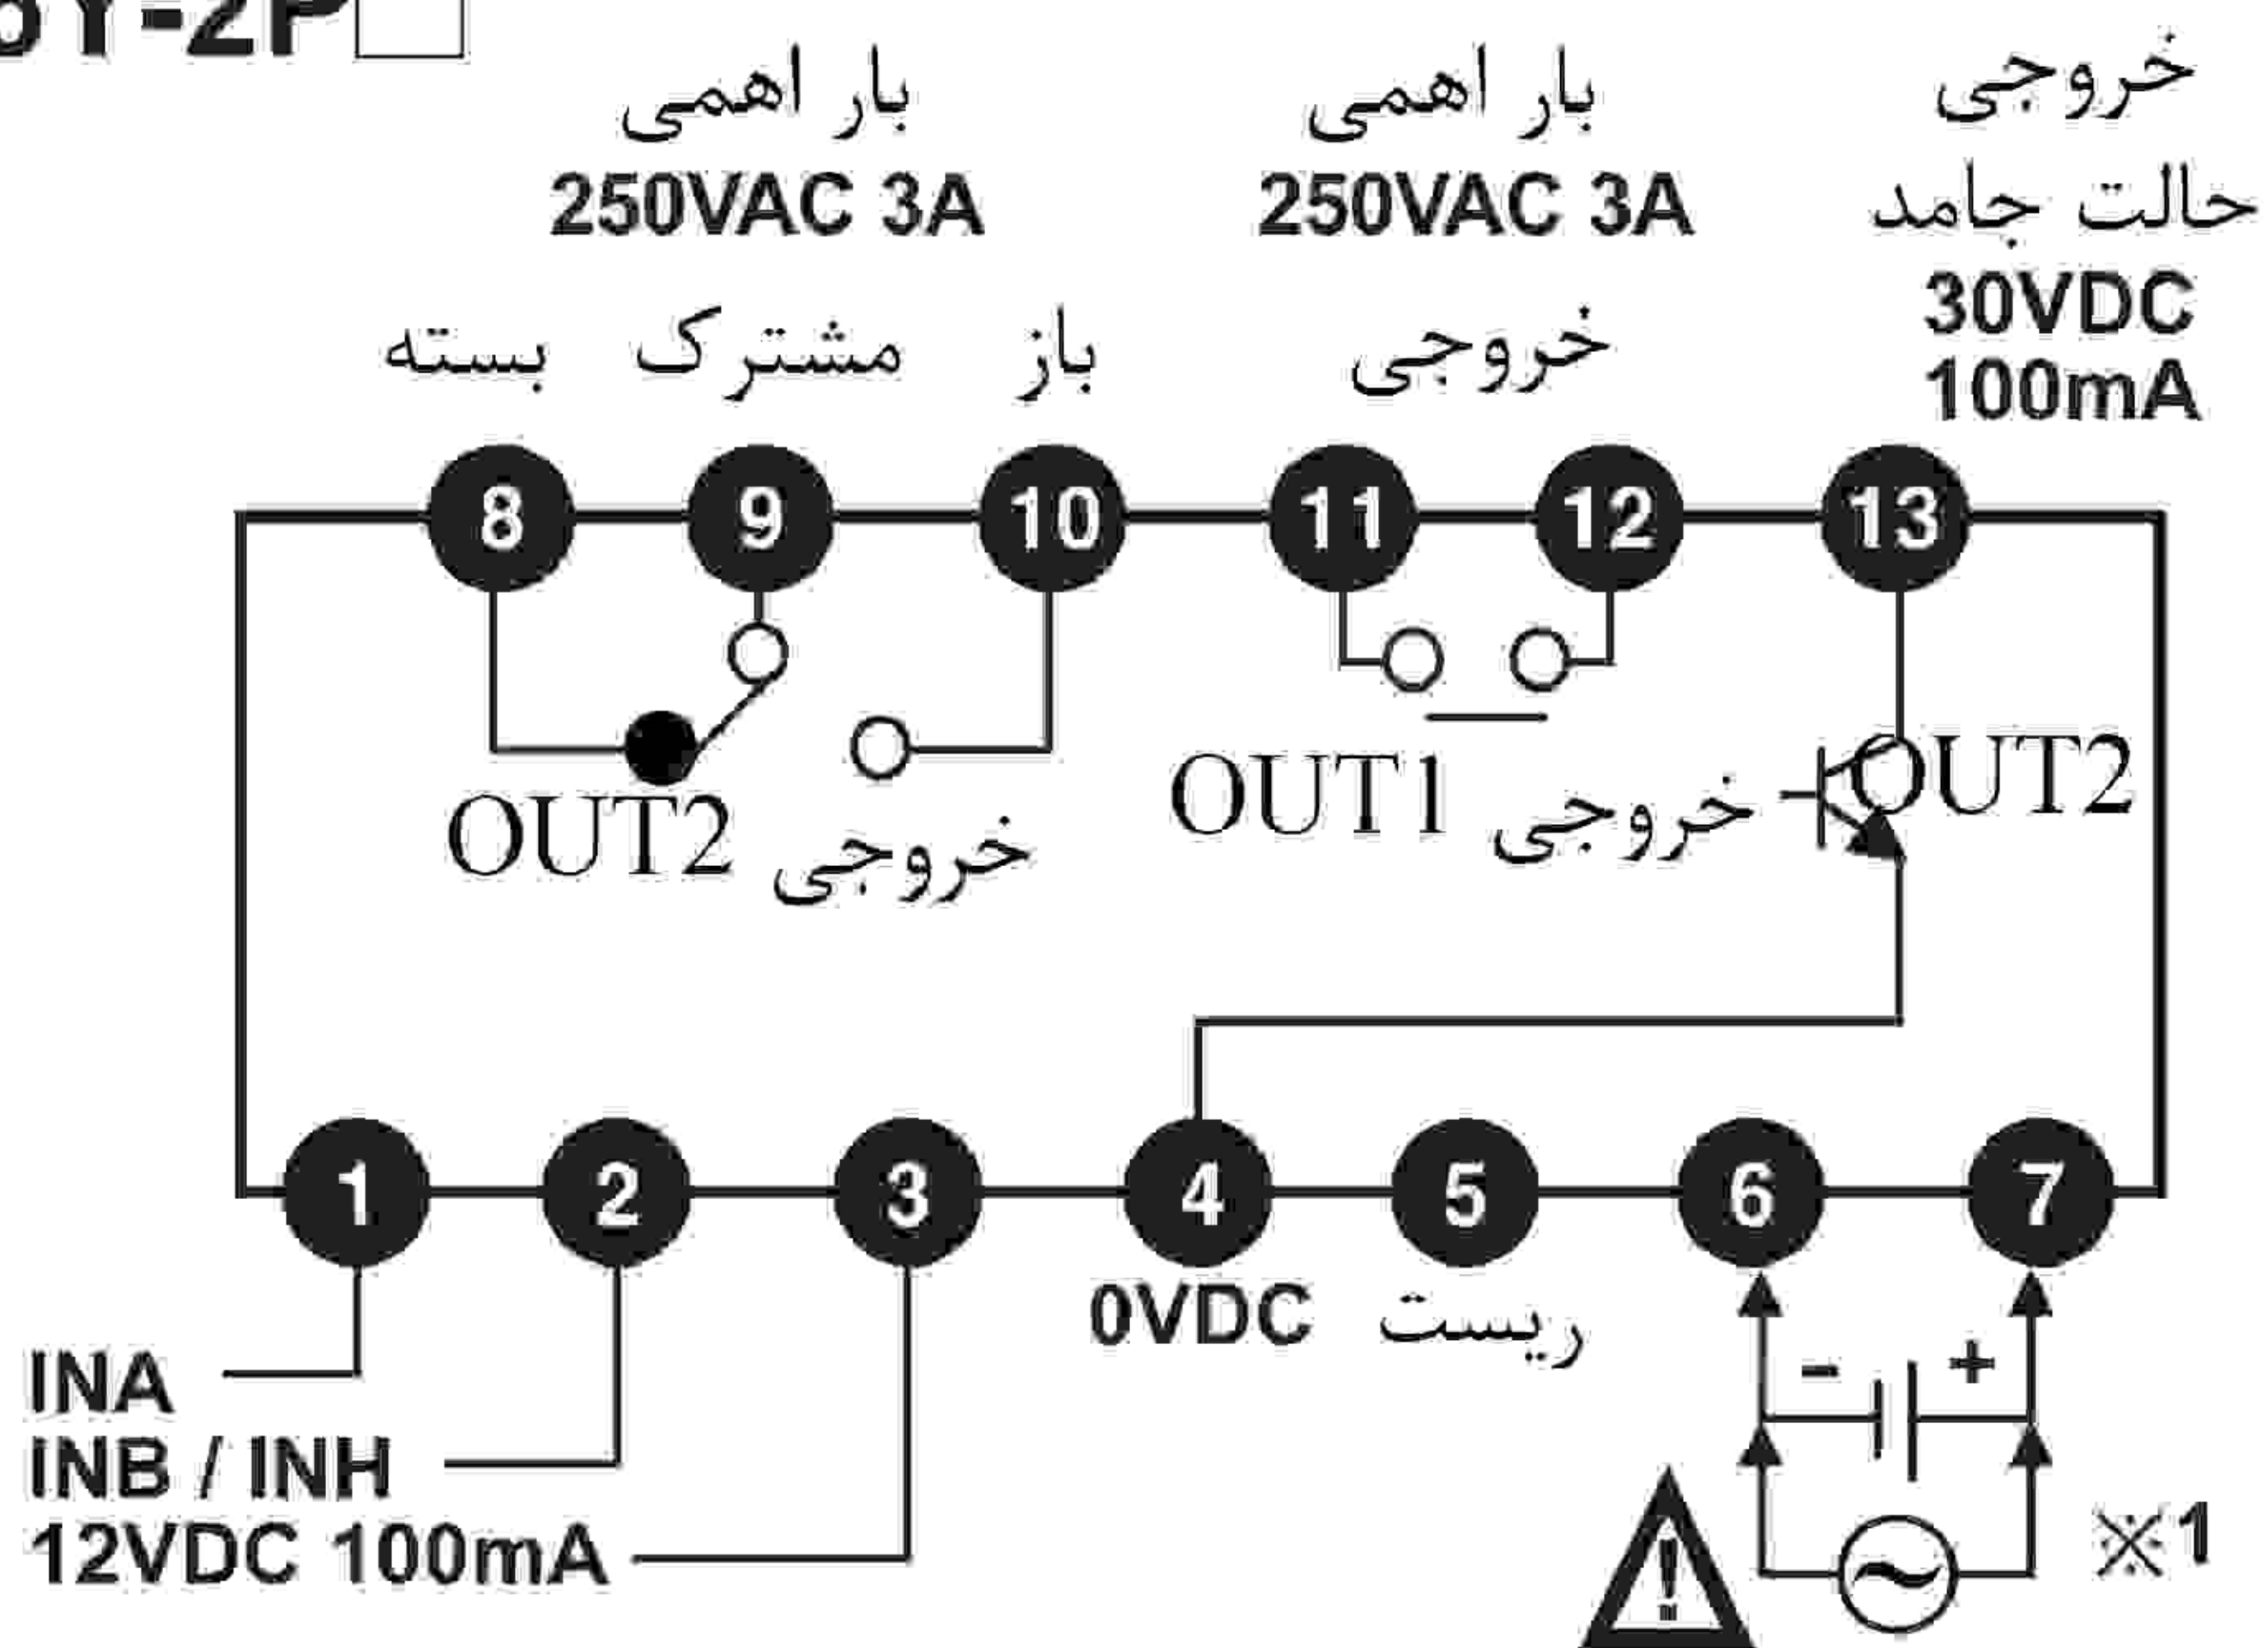 6Y-2P
بار اهمی
250VAC 3A
بار اهمی
250VAC 3A
خروجی
حالت جامد
30VDC
100mA
بسته مشترک باز
خروجی
8 9 10 11 12 13
OUT2 خروجی
OUT1 خروجی
OUT2
1 2 3 4 5 6 7
0VDC ریست
INA
INB / INH
12VDC 100mA
- +
※1